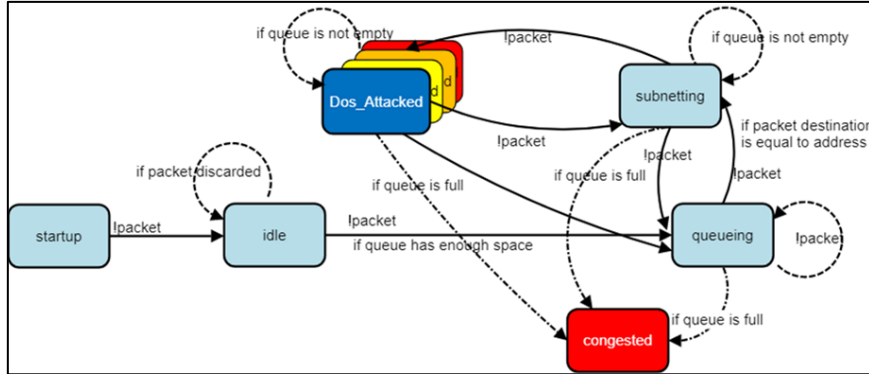 if queue is not empty
!packet
if queue is not empty
d
d
d
Dos_Attacked
subnetting
!packet
if packet destination
is equal to address
!packet
!packet
if queue is full
if queue is full
if packet discarded
startup
!packet
idle
!packet
if queue has enough space
queueing
!packet
if queue is full
congested